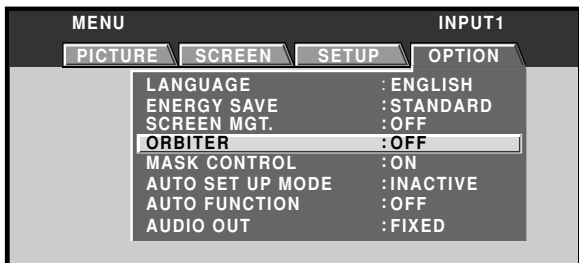 MENU INPUT1
PICTURE SCREEN SETUP OPTION
LANGUAGE :ENGLISH
ENERGY SAVE :STANDARD
SCREEN MGT. :OFF
ORBITER :OFF
MASK CONTROL :ON
AUTO SET UP MODE :INACTIVE
AUTO FUNCTION :OFF
AUDIO OUT :FIXED